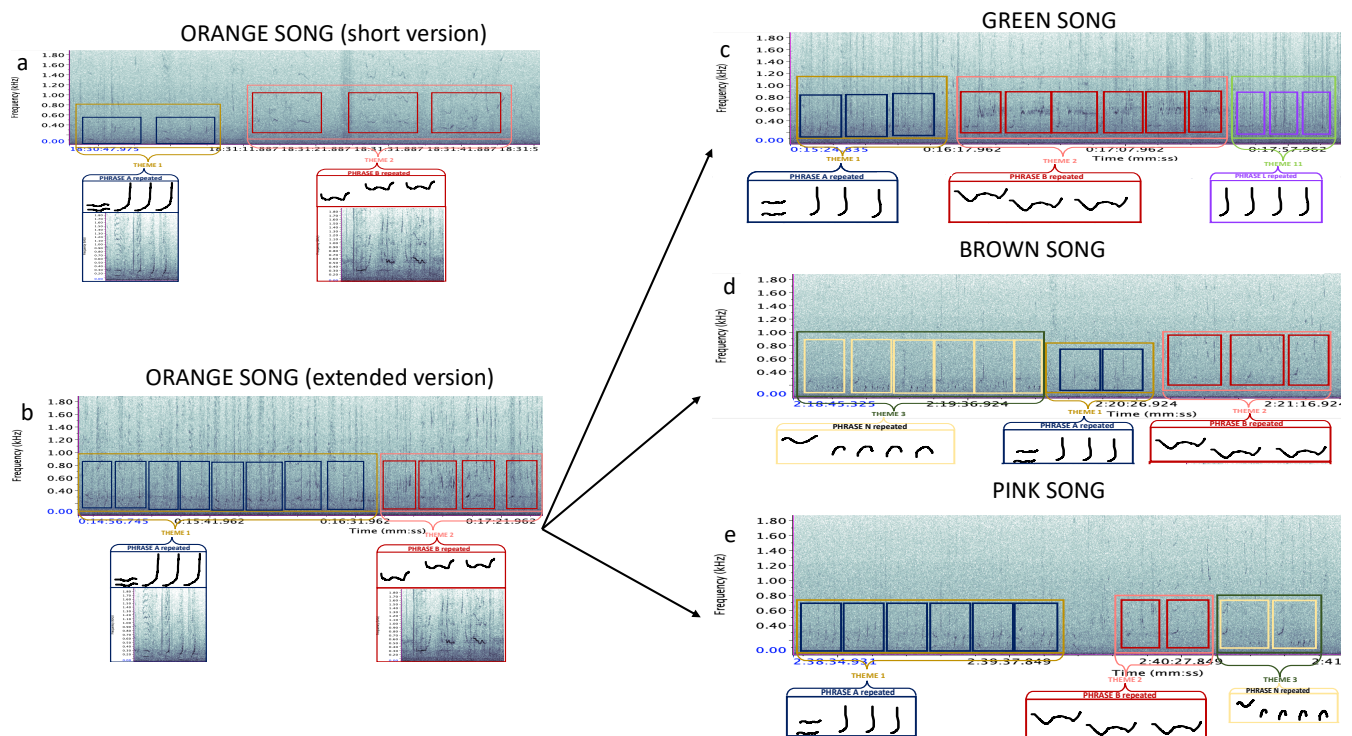 ORANGE SONG (short version)
a
Frequency (kHz)
1.80
1.60
1.40
1.20
1.00
0.80
0.60
0.40
0.20
0.00
18:30:47.975
18:31:11.887 18:31:21.887 18:31:31.887 18:31:41.887 18:31:5
THEME 1
THEME 2
PHRASE A repeated
PHRASE B repeated
ORANGE SONG (extended version)
b
Frequency (kHz)
1.80
1.60
1.40
1.20
1.00
0.80
0.60
0.40
0.20
0.00
0:14:56.745
0:15:41.962
0:16:31.962
0:17:21.962
Time (mm:ss)
THEME 1
THEME 2
PHRASE A repeated
PHRASE B repeated
GREEN SONG
c
Frequency (kHz)
1.80
1.60
1.40
1.20
1.00
0.80
0.60
0.40
0.20
0.00
0:15:24.835
0:16:17.962
0:17:07.962
0:17:57.962
Time (mm:ss)
THEME 1
THEME 2
THEME 11
PHRASE A repeated
PHRASE B repeated
PHRASE L repeated
BROWN SONG
d
Frequency (kHz)
1.80
1.60
1.40
1.20
1.00
0.80
0.60
0.40
0.20
0.00
2:18:45.325
2:19:36.924
2:20:26.924
2:21:16.924
Time (mm:ss)
THEME 3
THEME 1
THEME 2
PHRASE N repeated
PHRASE A repeated
PHRASE B repeated
PINK SONG
e
Frequency (kHz)
1.80
1.60
1.40
1.20
1.00
0.80
0.60
0.40
0.20
0.00
2:38:34.931
2:39:37.849
2:40:27.849
2:41
Time (mm:ss)
THEME 1
THEME 2
THEME 3
PHRASE A repeated
PHRASE B repeated
PHRASE N repeated